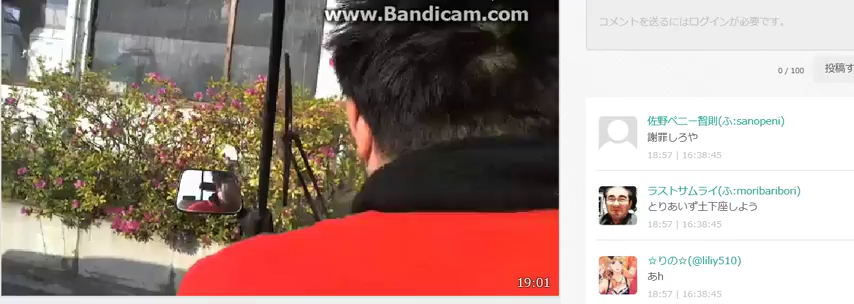 www.Bandicam.com
19:01
コメントを送るにはログインが必要です。
0 / 100
投稿す
佐野ペニー智則(ふ:sanopeni)
謝罪しろや
18:57 | 16:38:45
ラストサムライ(ふ:moribaribori)
とりあいず土下座しよう
18:57 | 16:38:45
☆りの☆(@liliy510)
あh
18:57 | 16:38:45